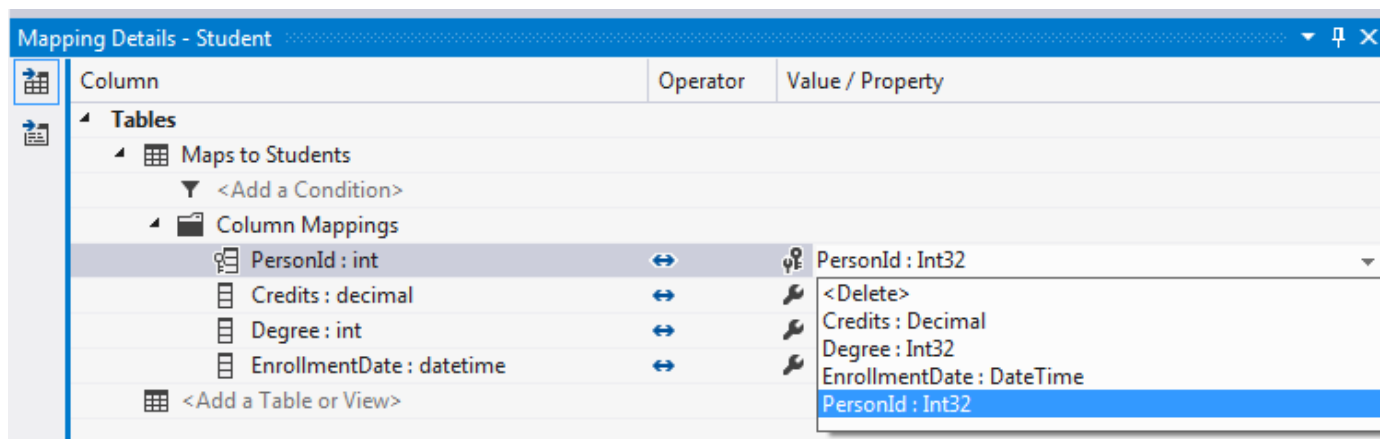 Mapping Details - Student
Column Operator Value / Property
Tables
Maps to Students
<Add a Condition>
Column Mappings
PersonId : int PersonId : Int32
Credits : decimal
Degree : int
EnrollmentDate : datetime
<Add a Table or View>
<Delete>
Credits : Decimal
Degree : Int32
EnrollmentDate : DateTime
PersonId : Int32